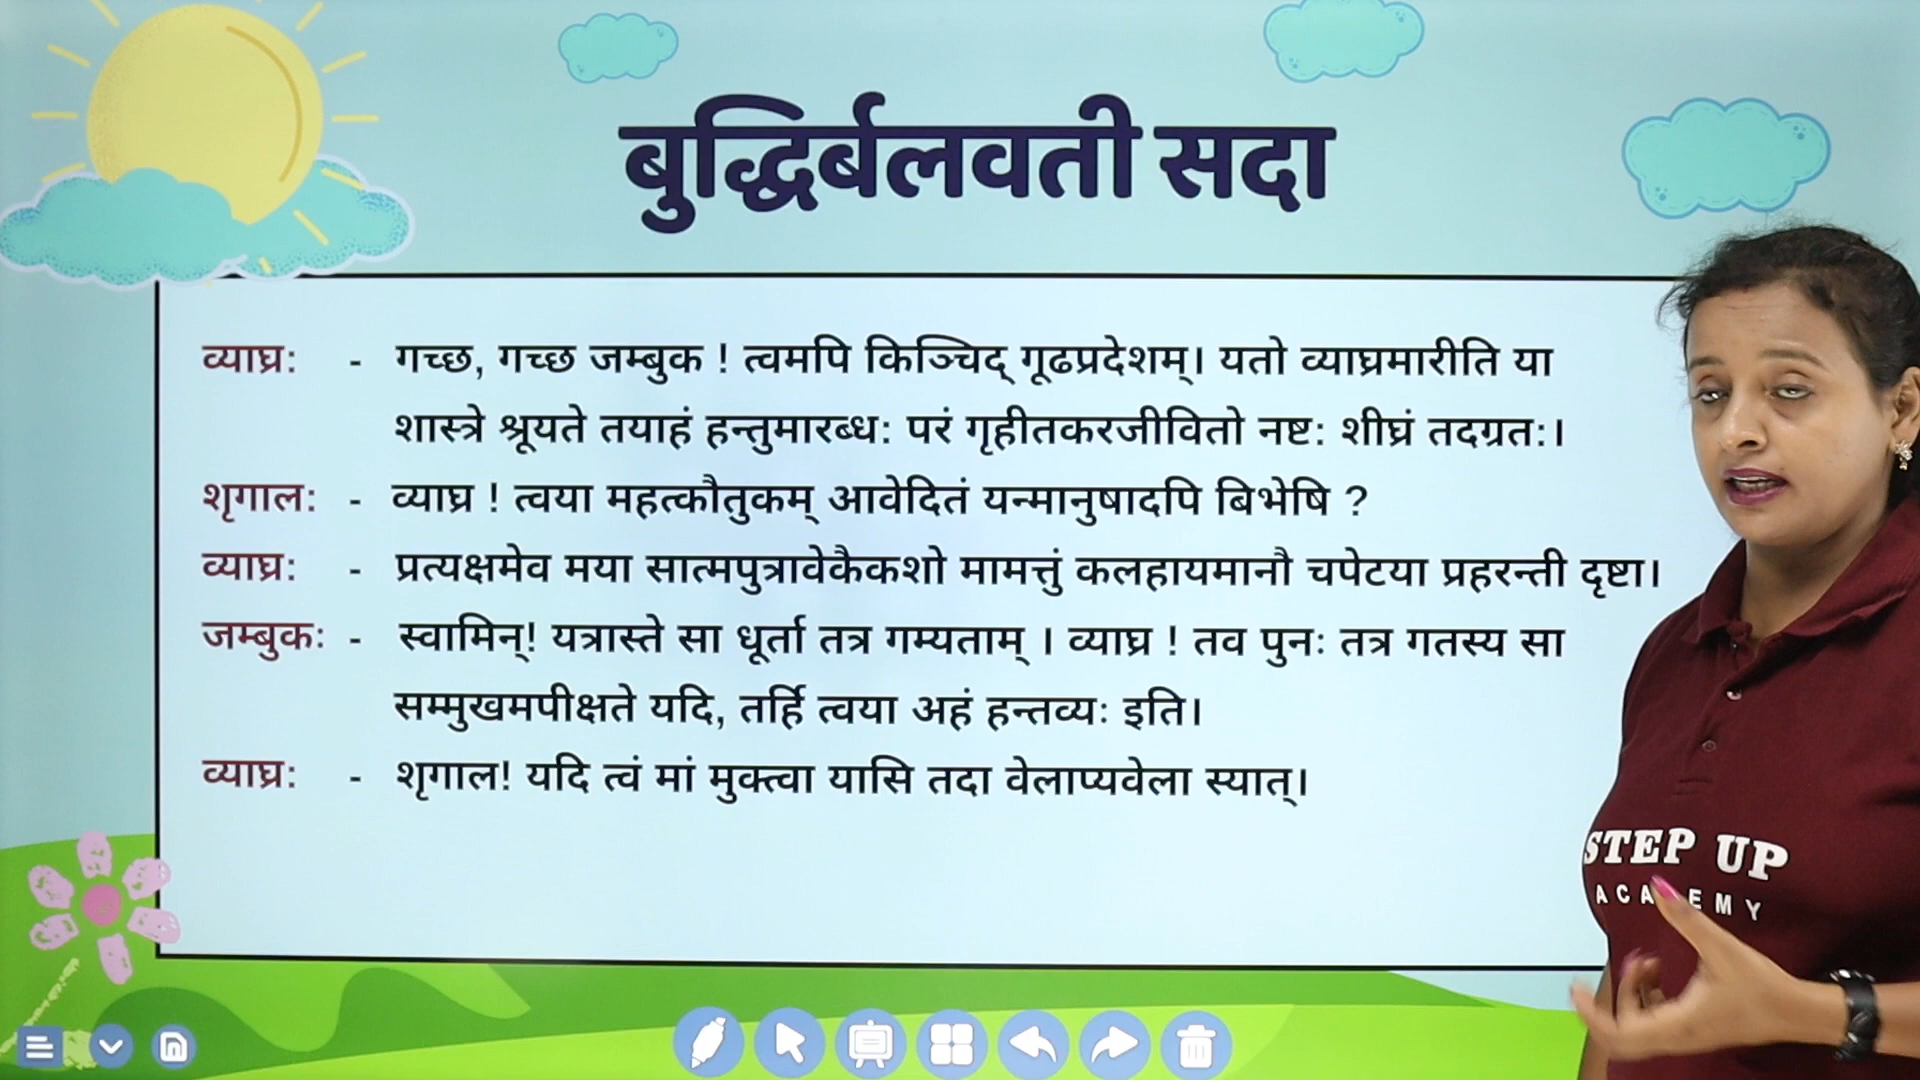 बुद्धिर्बलवती सदा
व्याघ्र: - गच्छ, गच्छ जम्बुक ! त्वमपि किञ्चिद् गूढप्रदेशम्। यतो व्याघ्रमारीति या
शास्त्रे श्रूयते तयाहं हन्तुमारब्ध: परं गृहीतकरजीवितो नष्ट: शीघ्रं तदग्रत:।
शृगाल: - व्याघ्र ! त्वया महत्कौतुकम् आवेदितं यन्मानुषादपि बिभेषि ?
व्याघ्र: - प्रत्यक्षमेव मया सात्मपुत्रावेकैकशो मामत्तुं कलहायमानौ चपेटया प्रहरन्ती दृष्टा।
जम्बुक: - स्वामिन्! यत्रास्ते सा धूर्ता तत्र गम्यताम् । व्याघ्र ! तव पुन: तत्र गतस्य सा
सम्मुखमपीक्षते यदि, तर्हि त्वया अहं हन्तव्य: इति।
व्याघ्र: - शृगाल! यदि त्वं मां मुक्त्वा यासि तदा वेलाप्यवेला स्यात्।
STEP UP
ACADEMY